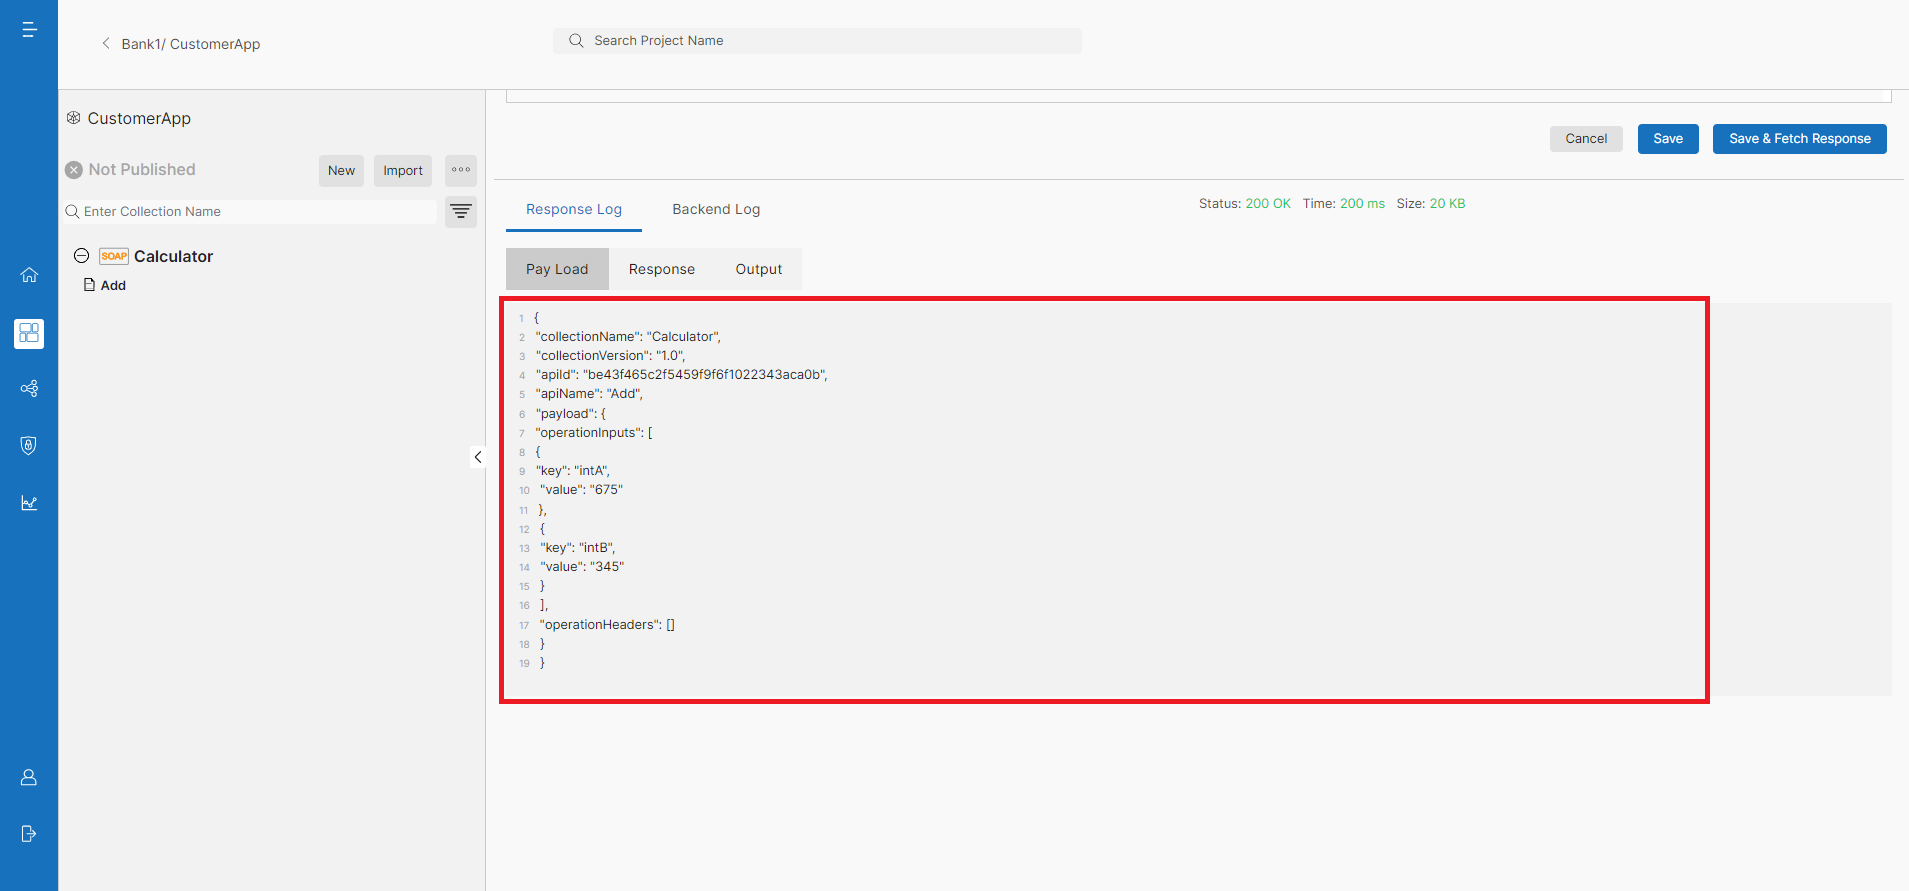 Bank1/ CustomerApp
Search Project Name
CustomerApp
Not Published
New
Import
Enter Collection Name
SOAP Calculator
Add
Cancel
Save
Save & Fetch Response
Response Log
Backend Log
Status: 200 OK Time: 200 ms Size: 20 KB
Pay Load
Response
Output
1 {
2 "collectionName": "Calculator",
3 "collectionVersion": "1.0",
4 "apiId": "be43f465c2f5459f9f6f1022343aca0b",
5 "apiName": "Add",
6 "payload": {
7 "operationInputs": [
8 {
9 "key": "intA",
10 "value": "675"
11 },
12 {
13 "key": "intB",
14 "value": "345"
15 }
16 ],
17 "operationHeaders": []
18 }
19 }